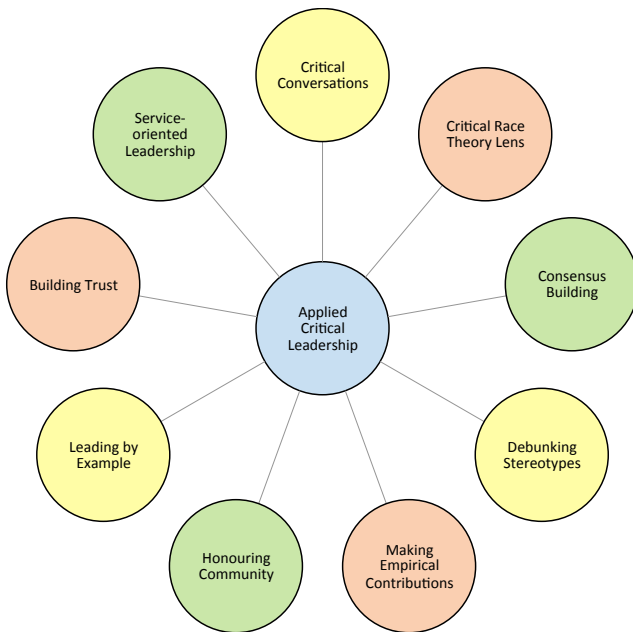 Critical
Conversations
Critical Race
Theory Lens
Consensus
Building
Debunking
Stereotypes
Making
Empirical
Contributions
Honouring
Community
Leading by
Example
Building Trust
Service-
oriented
Leadership
Applied
Critical
Leadership